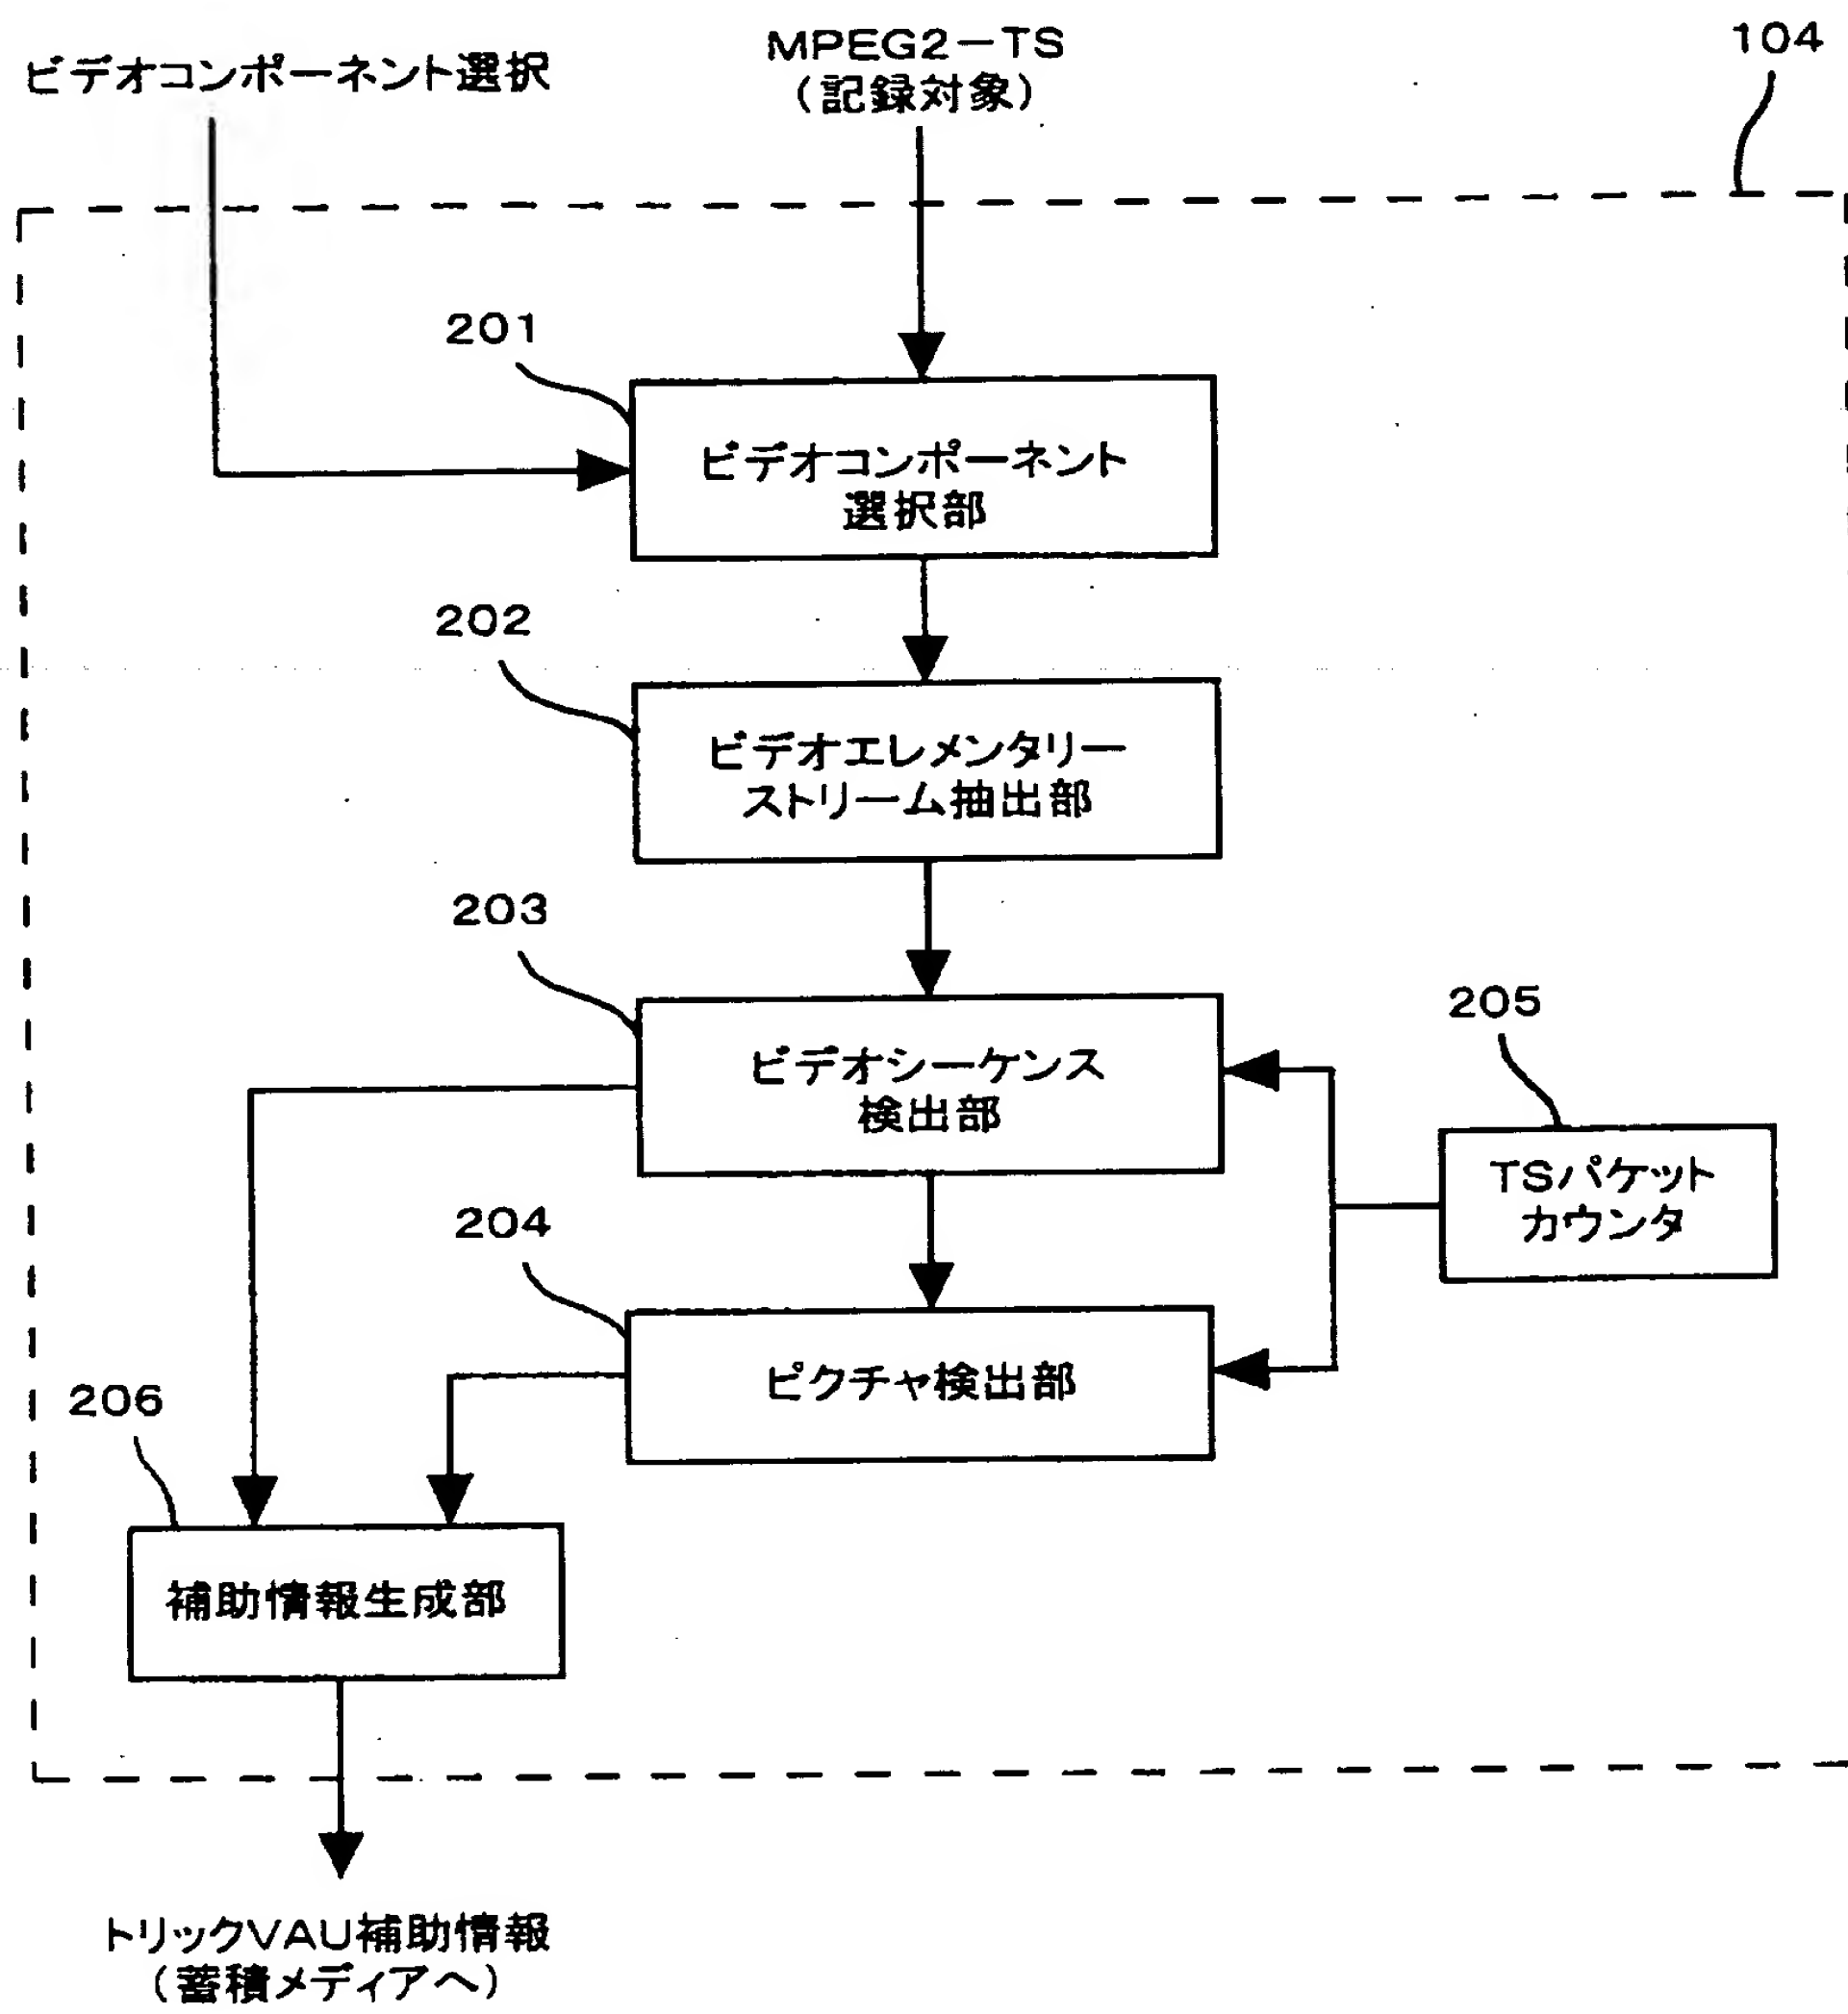 ビデオコンポーネント選択
MPEG2-TS
(記録対象)
104
201
ビデオコンポーネント
選択部
202
ビデオエレメンタリー
ストリーム抽出部
203
ビデオシーケンス
検出部
205
TSパケット
カウンタ
204
ピクチャ検出部
206
補助情報生成部
トリックVAU補助情報
(蓄積メディアへ)